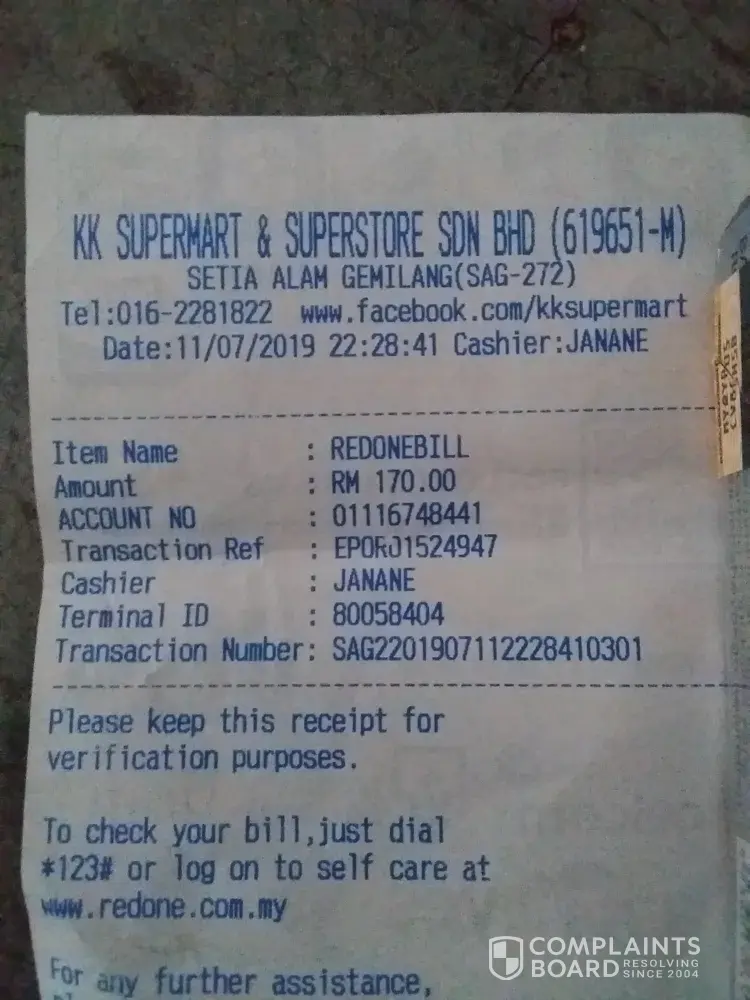 KK SUPERMART & SUPERSTORE SDN BHD (619651-M)
SETIA ALAM GEMILANG(SAG-272)
Tel:016-2281822 www.facebook.com/kksupermart
Date:11/07/2019 22:28:41 Cashier:JANANE
Item Name : REDONEBILL
Amount : RM 170.00
ACCOUNT NO : 01116748441
Transaction Ref : EPOR01524947
Cashier : JANANE
Terminal ID : 80058404
Transaction Number: SAG2201907112228410301
Please keep this receipt for
verification purposes.
To check your bill,just dial
*123# or log on to self care at
www.redone.com.my
For any further assistance,
COMPLAINTS
BOARD RESOLVING
SINCE 2004